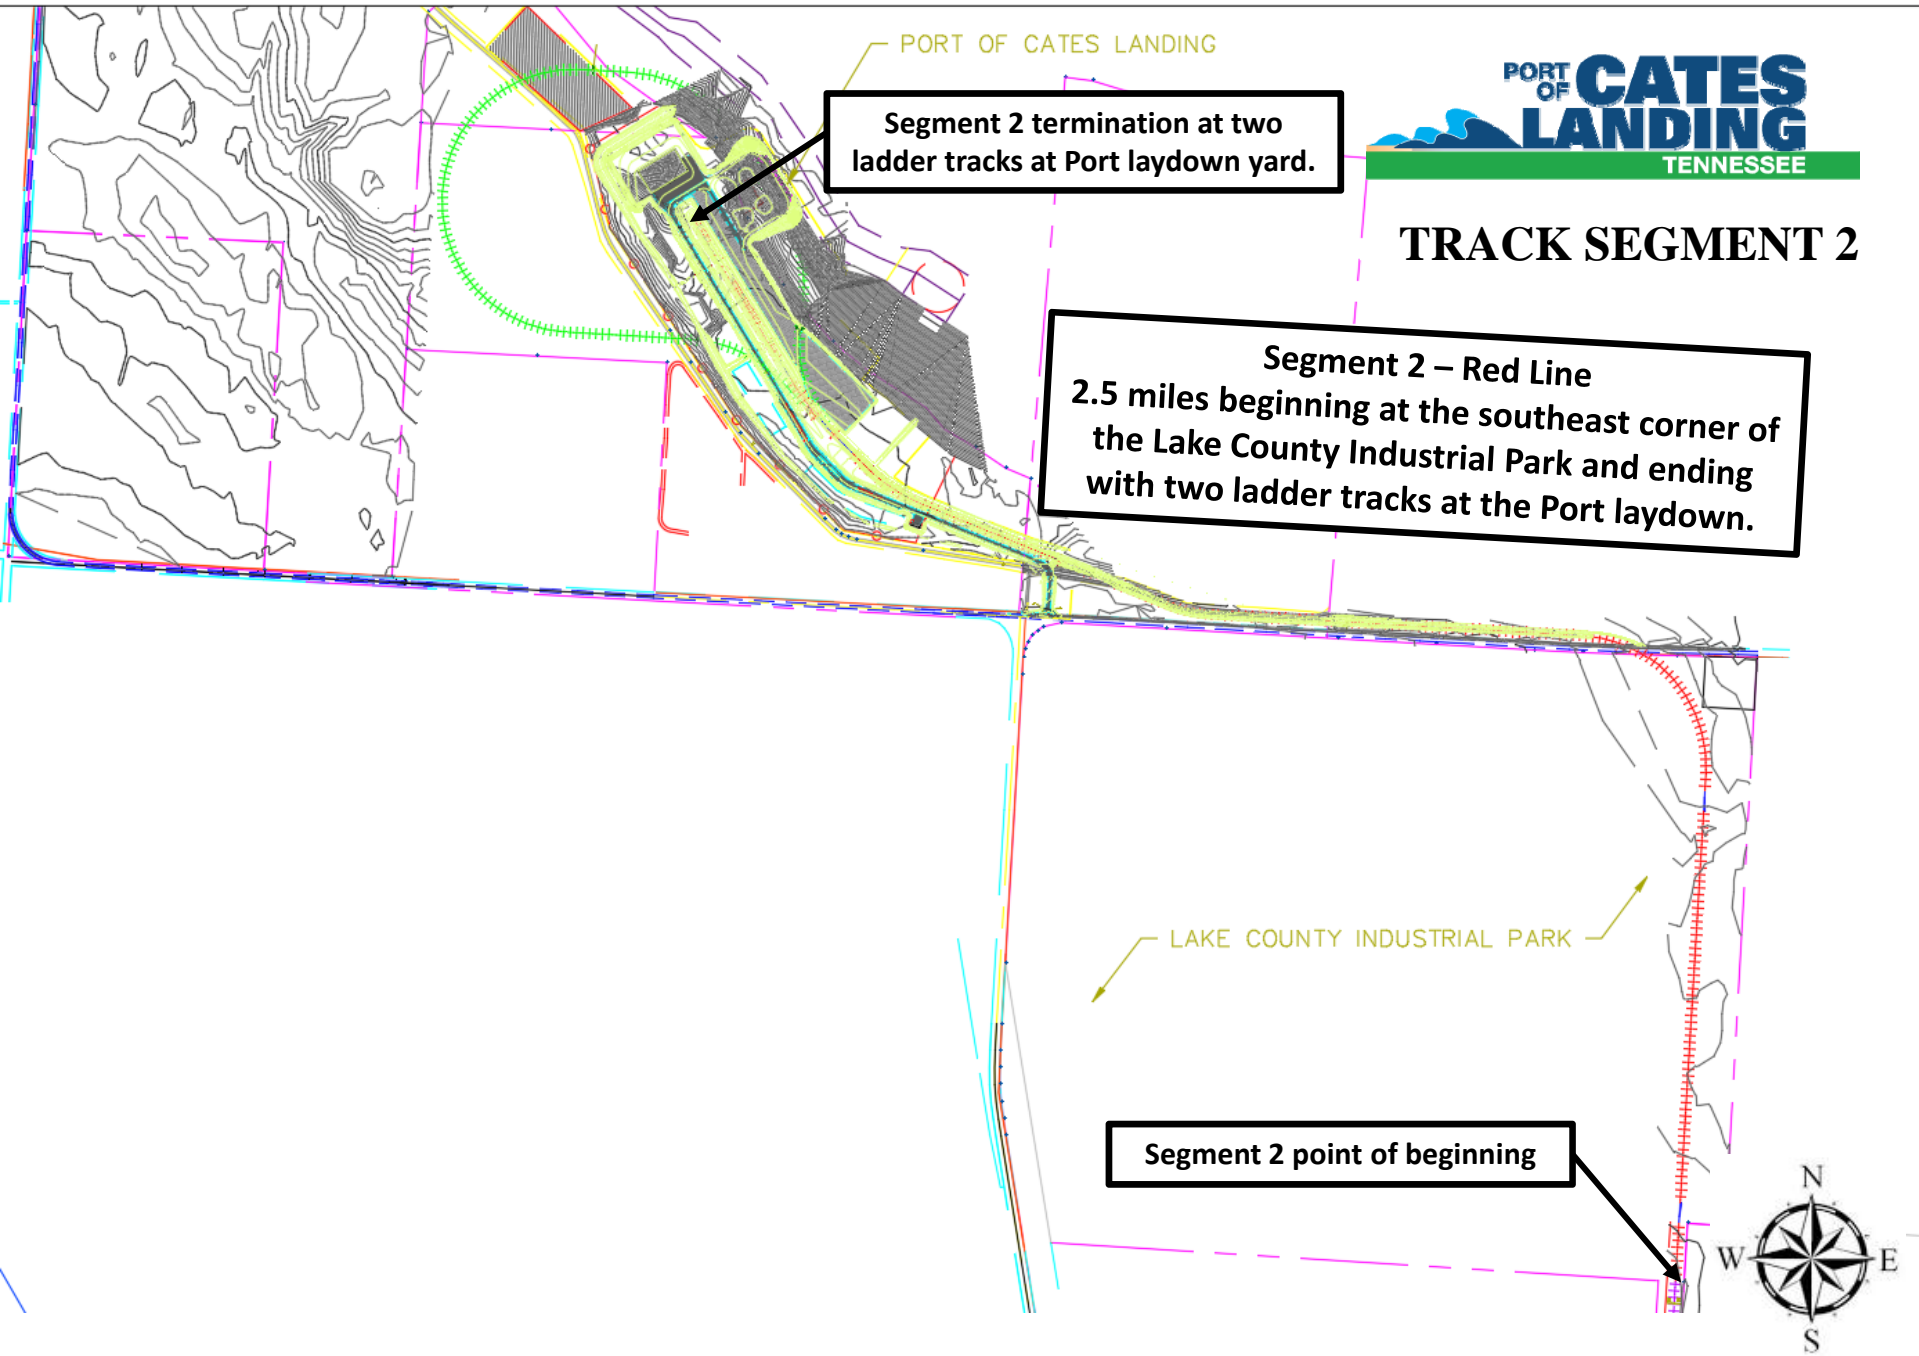 PORT OF CATES LANDING
PORT OF CATES
LANDING
TENNESSEE
Segment 2 termination at two
ladder tracks at Port laydown yard.
TRACK SEGMENT 2
Segment 2 – Red Line
2.5 miles beginning at the southeast corner of
the Lake County Industrial Park and ending
with two ladder tracks at the Port laydown.
LAKE COUNTY INDUSTRIAL PARK
Segment 2 point of beginning
N
W E
S